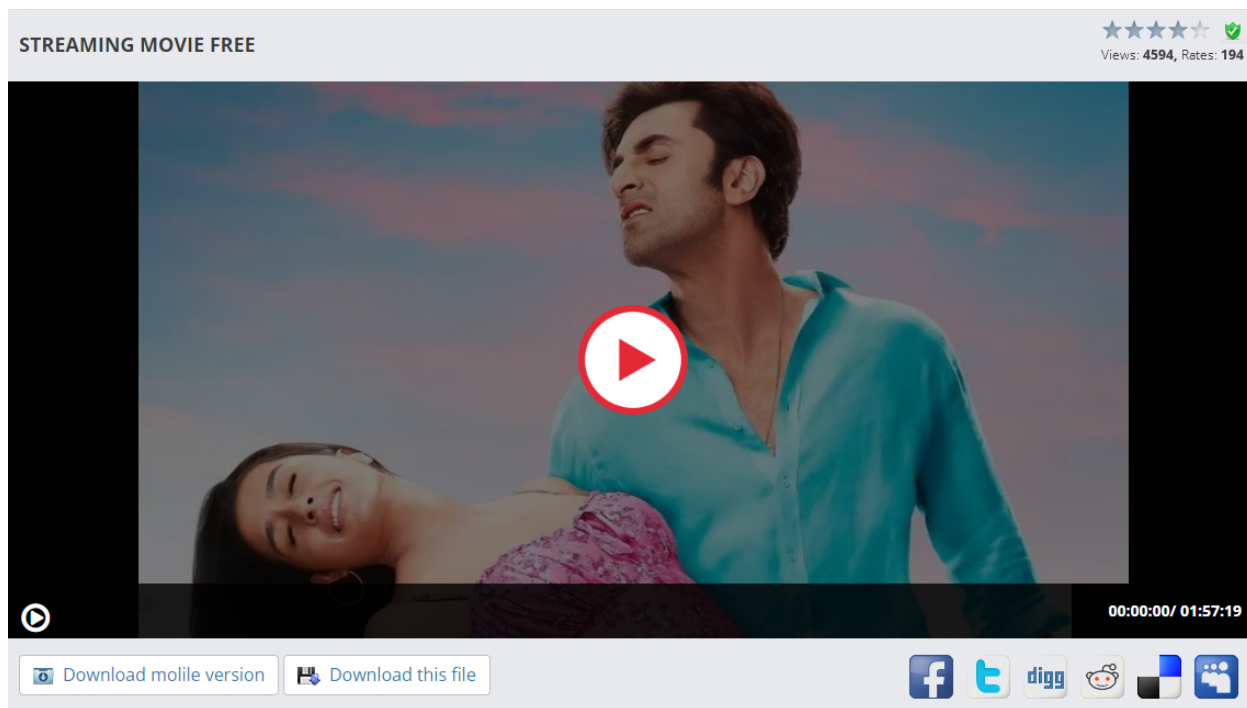 STREAMING MOVIE FREE
Views: 4594, Rates: 194
00:00:00/ 01:57:19
Download molile version
Download this file
digg